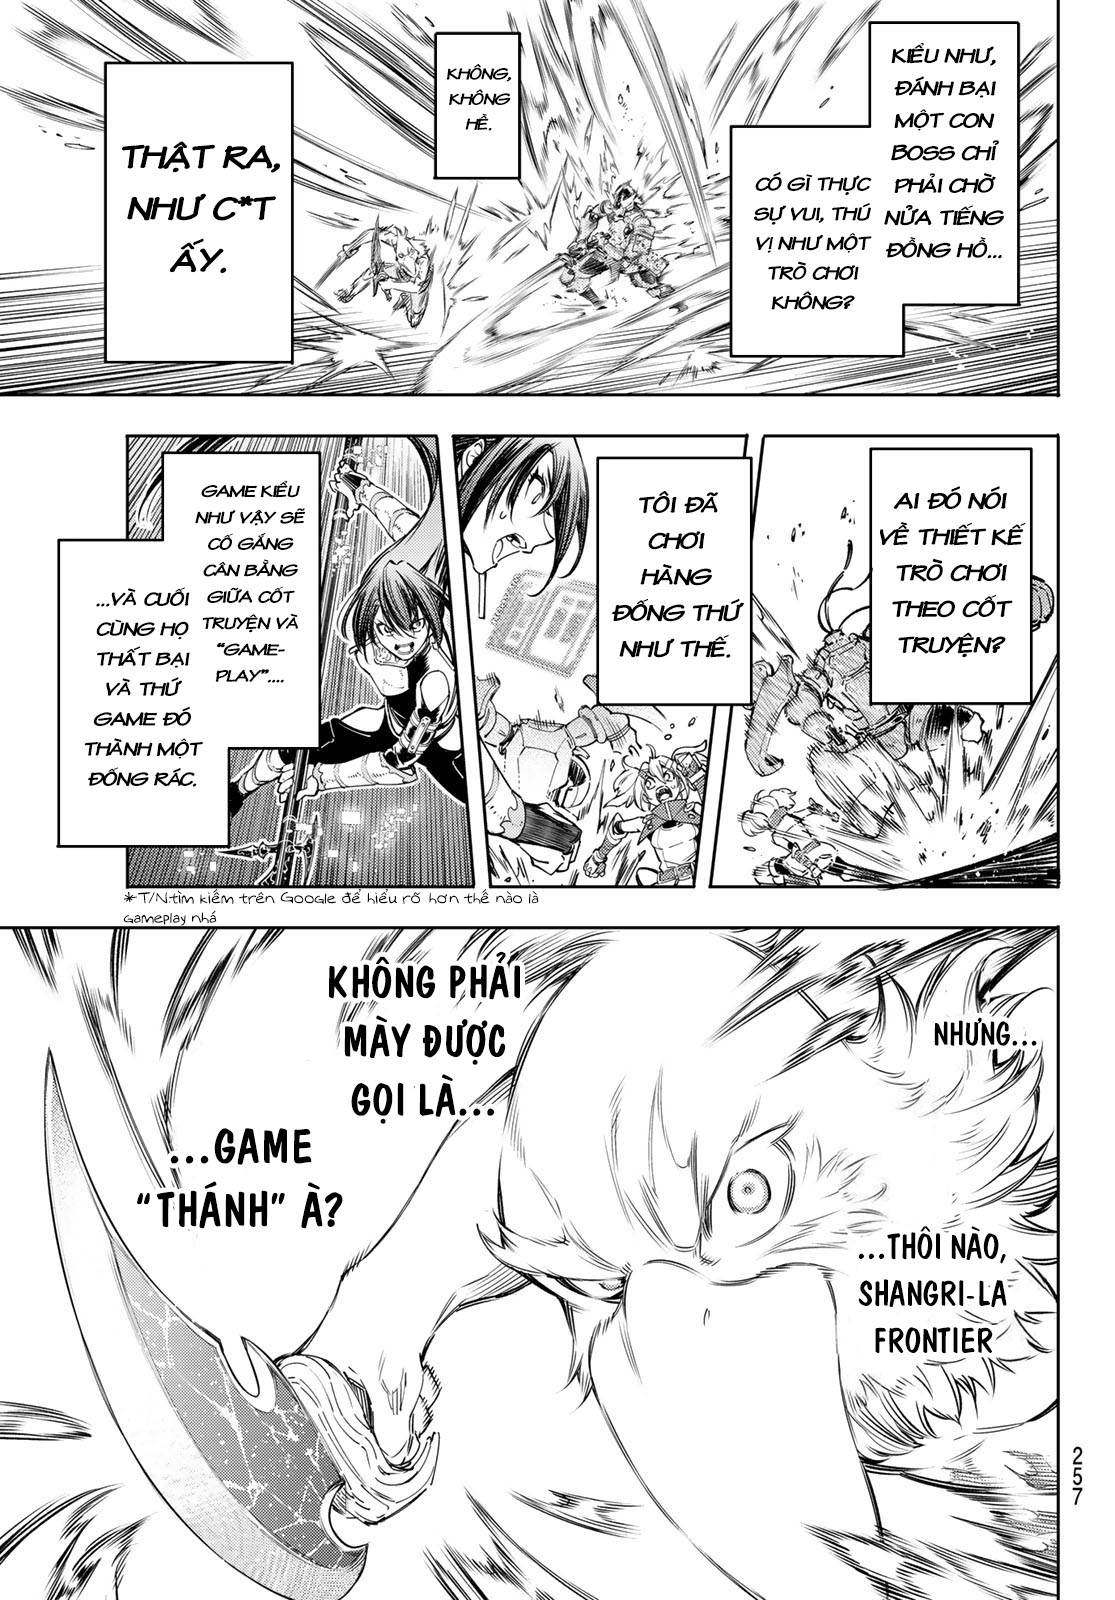 KIỂU NHƯ,
ĐÁNH BẠI
MỘT CON
BOSS CHỈ
PHẢI CHỜ
NỬA TIẾNG
ĐỒNG HỒ...
CÓ GÌ THỰC
SỰ VUI, THÚ
VỊ NHƯ MỘT
TRÒ CHƠI
KHÔNG?
KHÔNG,
KHÔNG
HỀ.
THẬT RA,
NHƯ C*T
ẤY.
AI ĐÓ NÓI
VỀ THIẾT KẾ
TRÒ CHƠI
THEO CỐT
TRUYỆN?
TÔI ĐÃ
CHƠI
HÀNG
ĐỐNG THỨ
NHƯ THẾ.
GAME KIỂU
NHƯ VẬY SẼ
CỐ GẮNG
CÂN BẰNG
GIỮA CỐT
TRUYỆN VÀ
“GAME-
PLAY”....
...VÀ CUỐI
CÙNG HỌ
THẤT BẠI
VÀ THỨ
GAME ĐÓ
THÀNH MỘT
ĐỐNG RÁC.
*T/N:tìm kiếm trên Google để hiểu rõ hơn thế nào là
Gameplay nhá
NHƯNG...
...THÔI NÀO,
SHANGRI-LA
FRONTIER
KHÔNG PHẢI
MÀY ĐƯỢC
GỌI LÀ...
...GAME
“THÁNH” À?
257